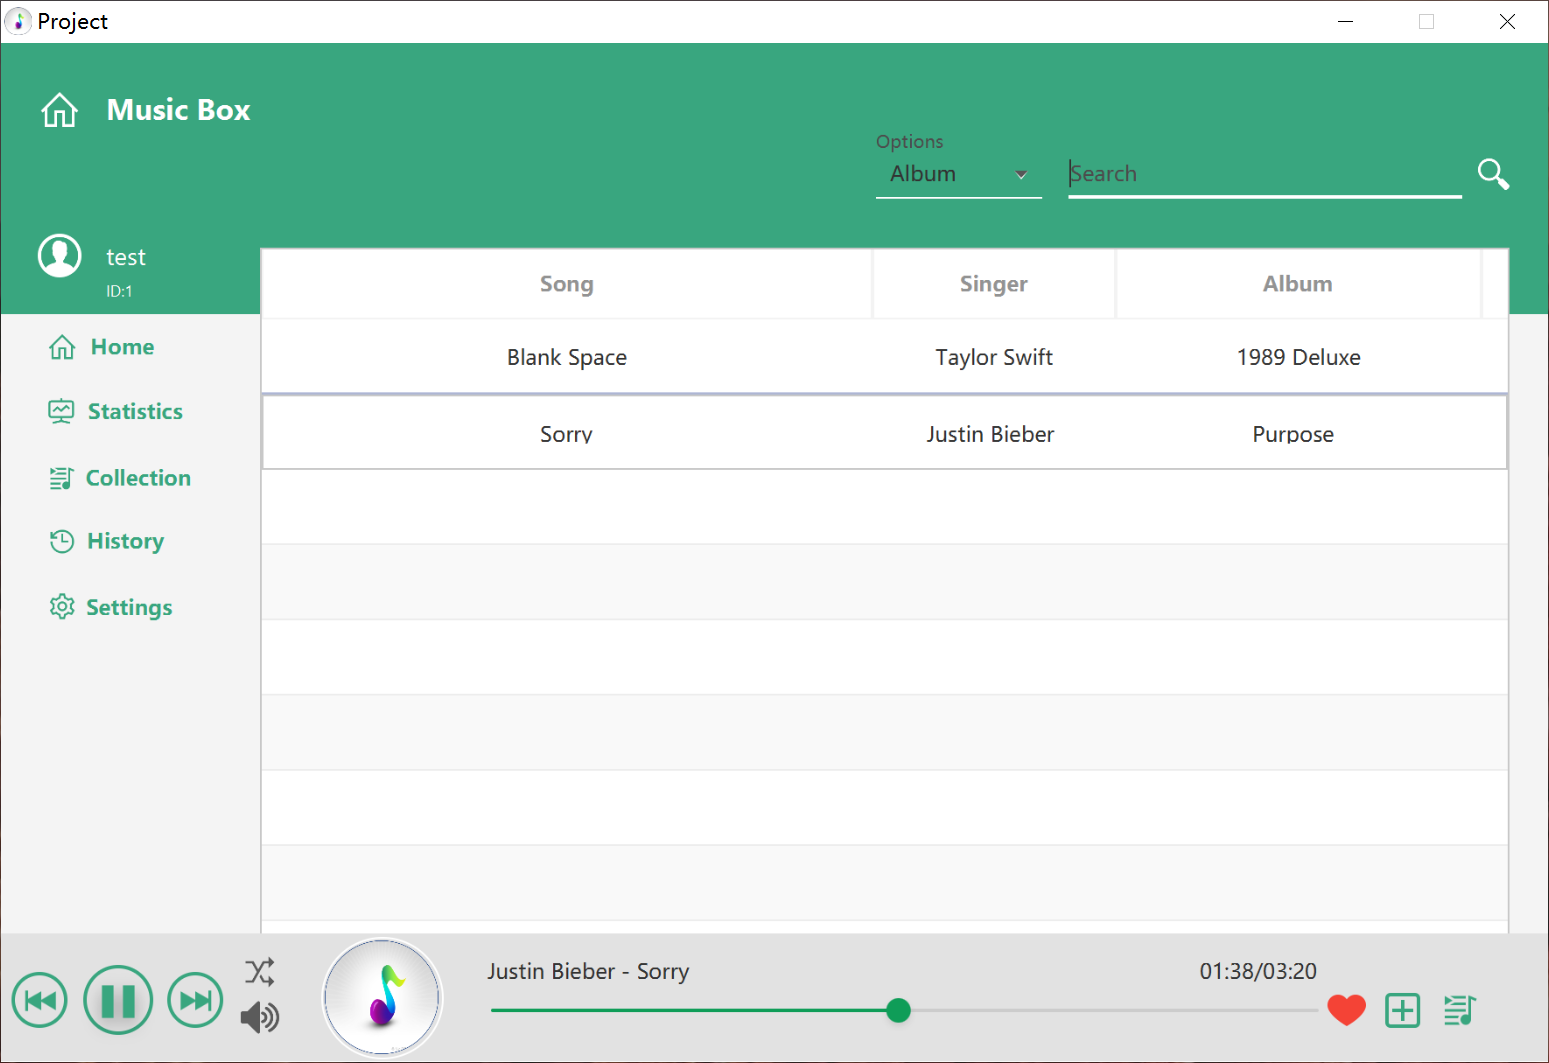 Project
Music Box
Options
Album
Search
test
ID:1
Song Singer Album
Home
Blank Space Taylor Swift 1989 Deluxe
Statistics
Sorry Justin Bieber Purpose
Collection
History
Settings
Justin Bieber - Sorry
01:38/03:20